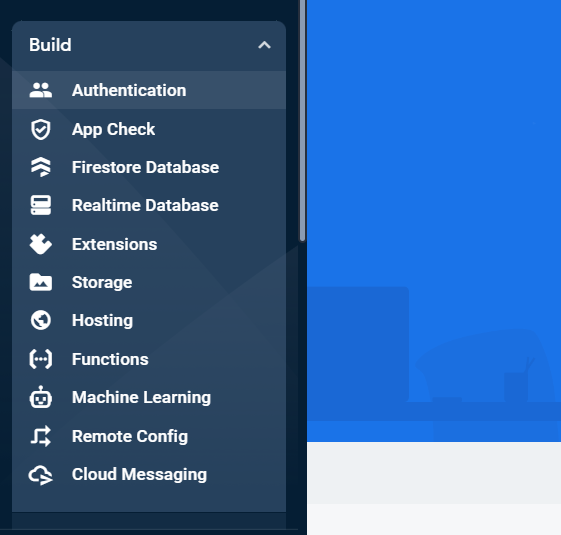 Build
Authentication
App Check
Firestore Database
Realtime Database
Extensions
Storage
Hosting
Functions
Machine Learning
Remote Config
Cloud Messaging